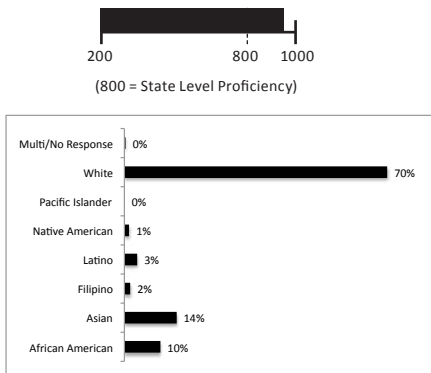 200 800 1000
(800 = State Level Proficiency)
Multi/No Response 0%
White 70%
Pacific Islander 0%
Native American 1%
Latino 3%
Filipino 2%
Asian 14%
African American 10%